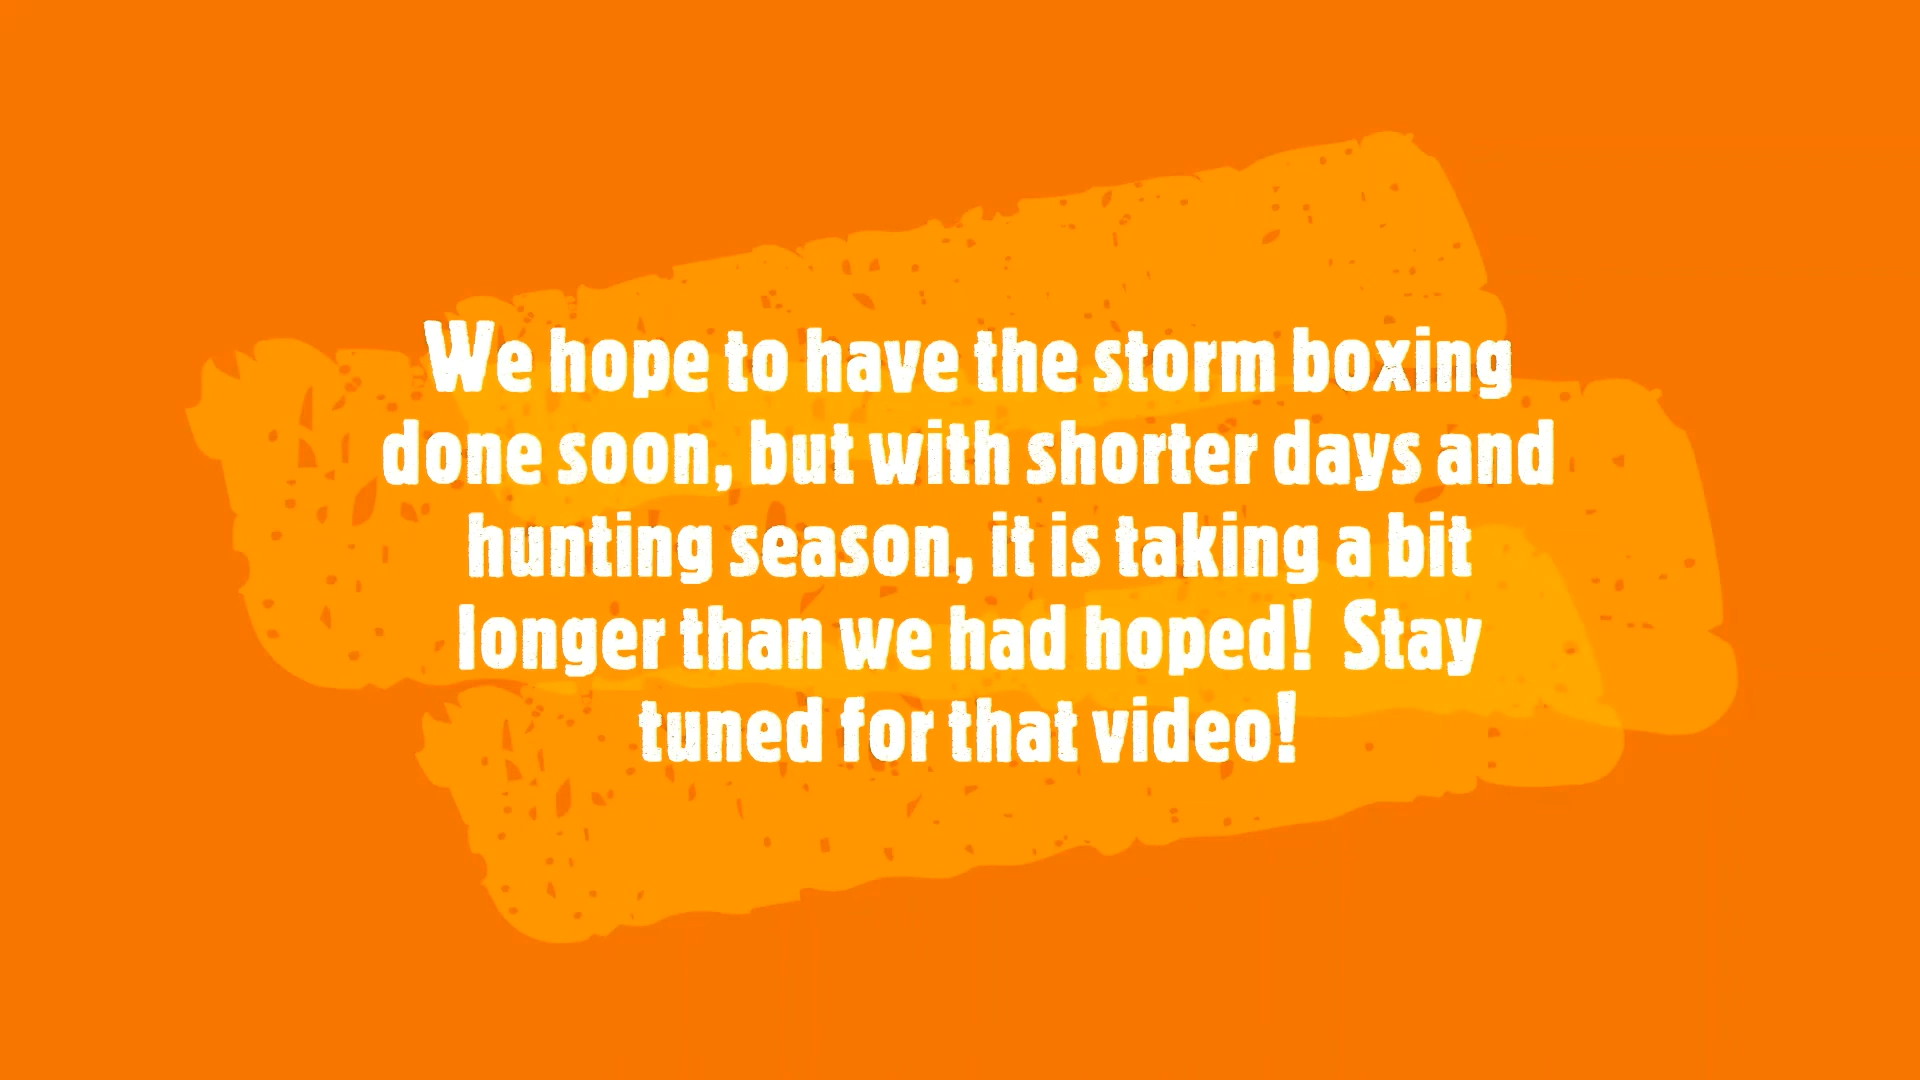 We hope to have the storm boxing
done soon, but with shorter days and
hunting season, it is taking a bit
longer than we had hoped!  Stay
tuned for that video!